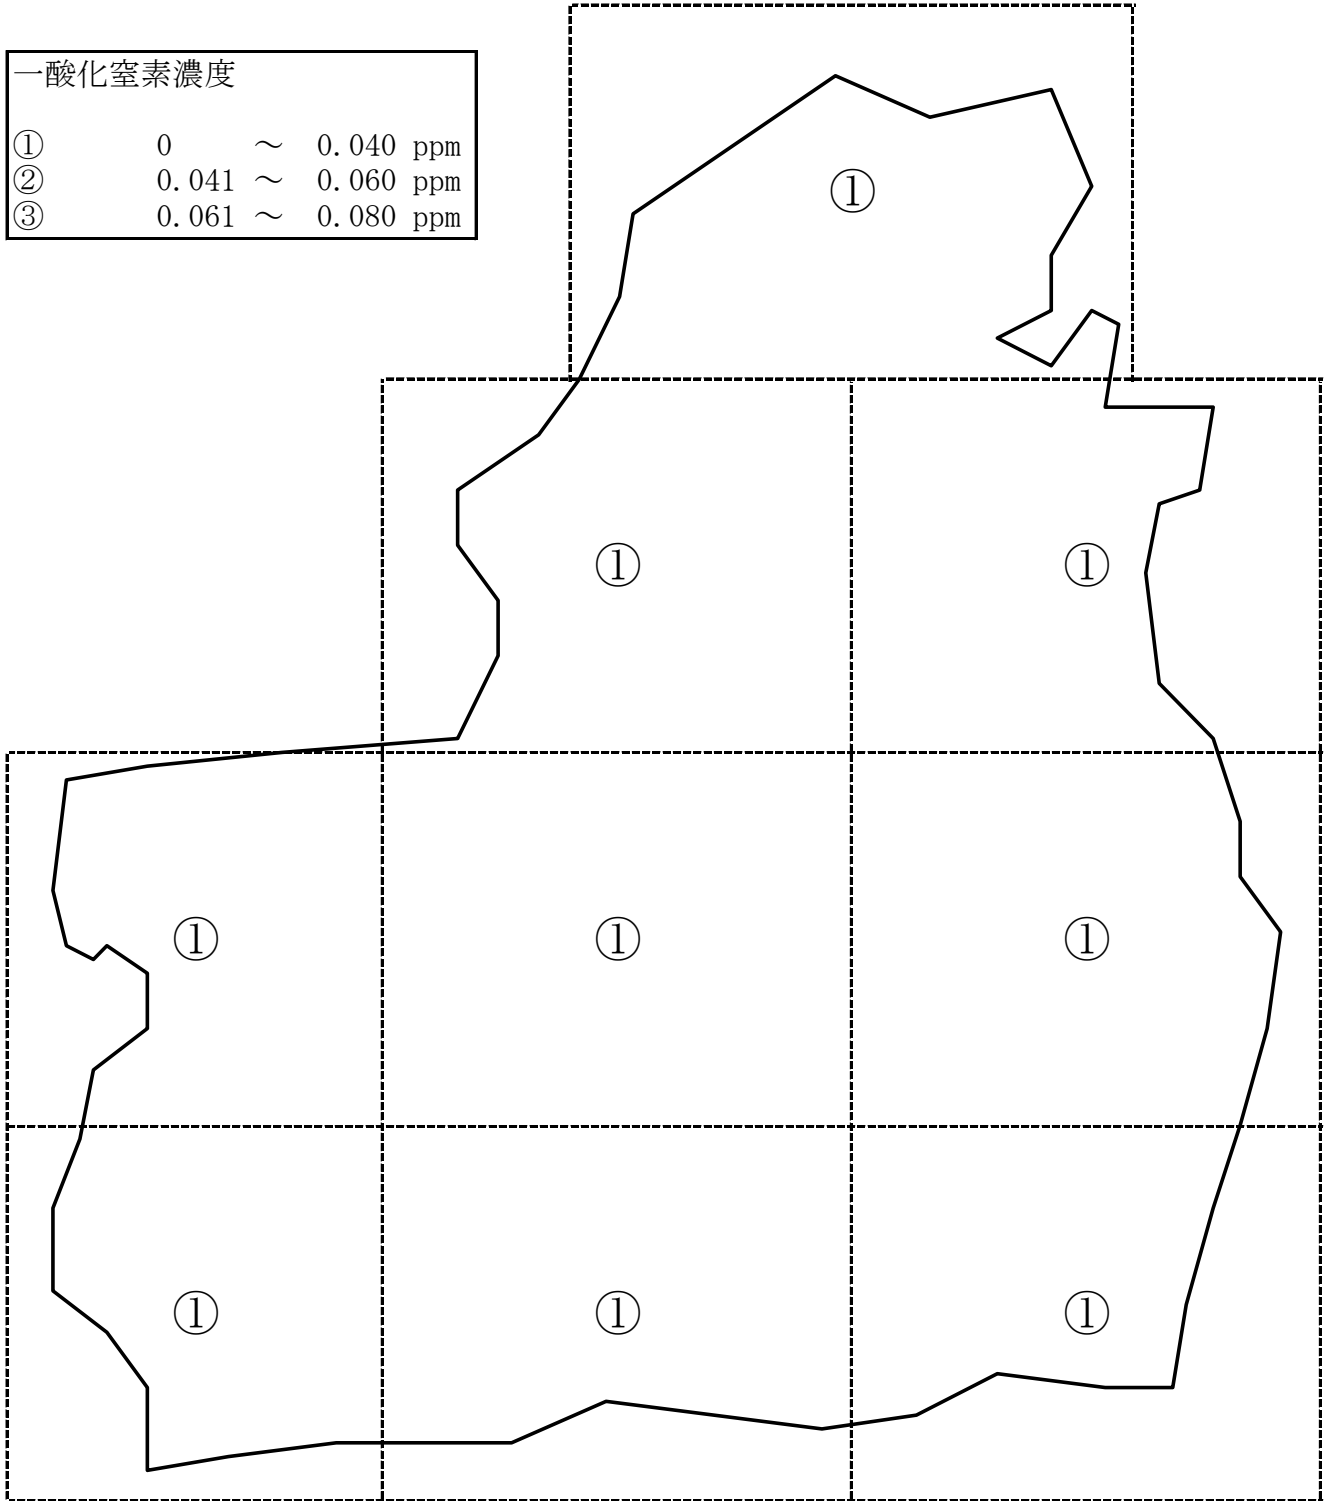 一酸化窒素濃度
① 0 ～ 0.040 ppm
② 0.041 ～ 0.060 ppm
③ 0.061 ～ 0.080 ppm
①
① ①
① ① ①
① ① ①